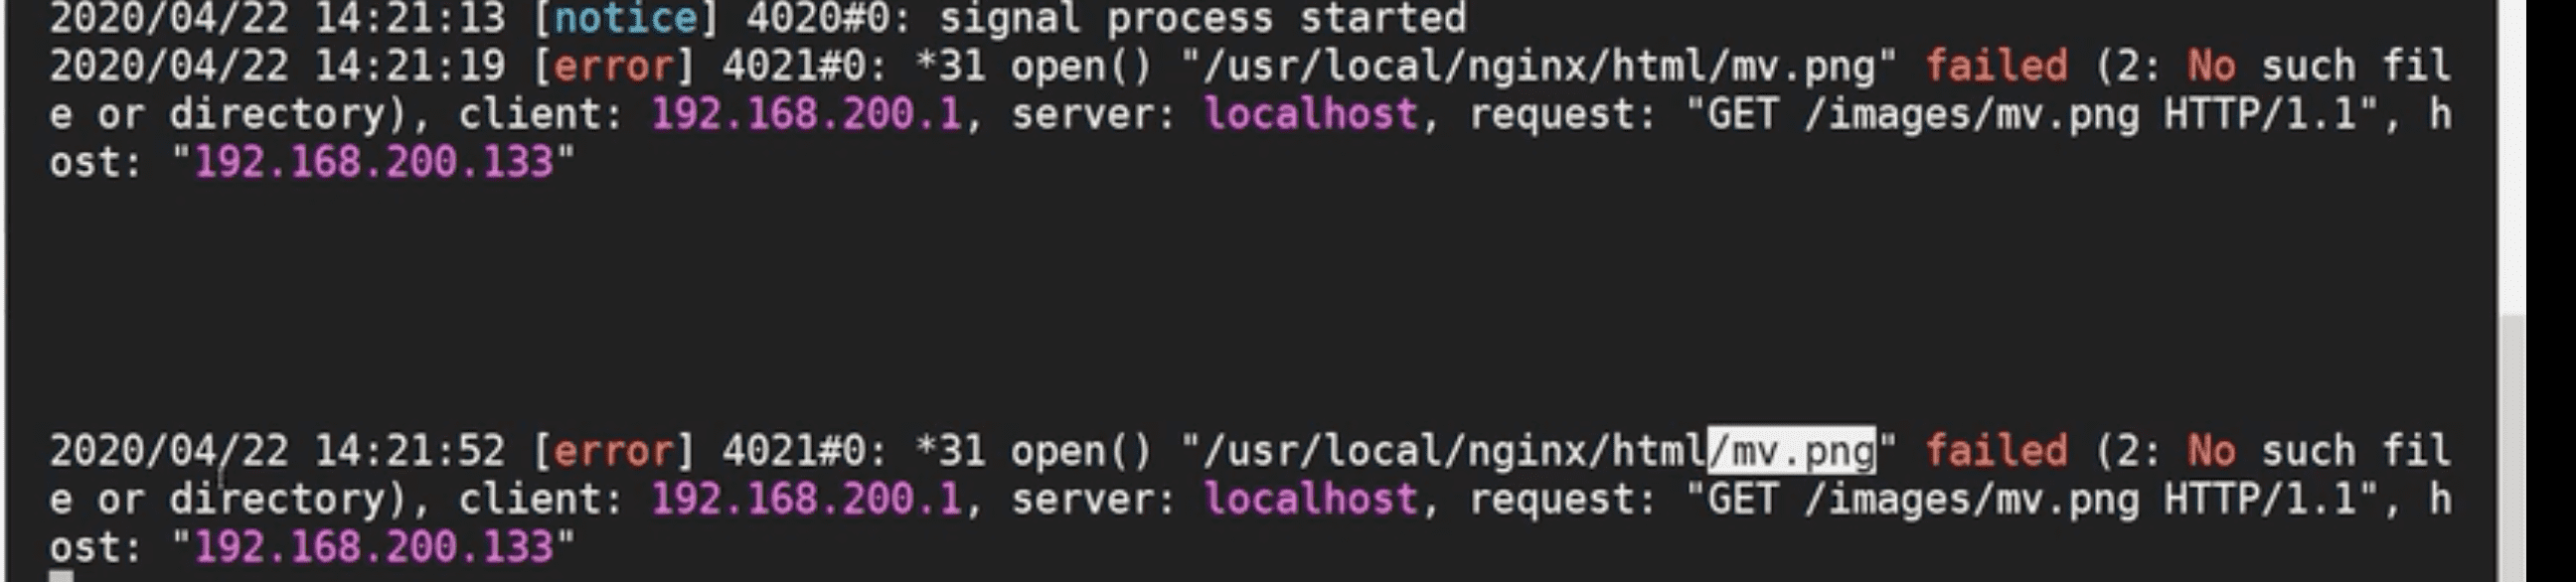 2020/04/22 14:21:13 [notice] 4020#0: signal process started
2020/04/22 14:21:19 [error] 4021#0: *31 open() "/usr/local/nginx/html/mv.png" failed (2: No such fil
e or directory), client: 192.168.200.1, server: localhost, request: "GET /images/mv.png HTTP/1.1", h
ost: "192.168.200.133"
2020/04/22 14:21:52 [error] 4021#0: *31 open() "/usr/local/nginx/html/mv.png" failed (2: No such fil
e or directory), client: 192.168.200.1, server: localhost, request: "GET /images/mv.png HTTP/1.1", h
ost: "192.168.200.133"